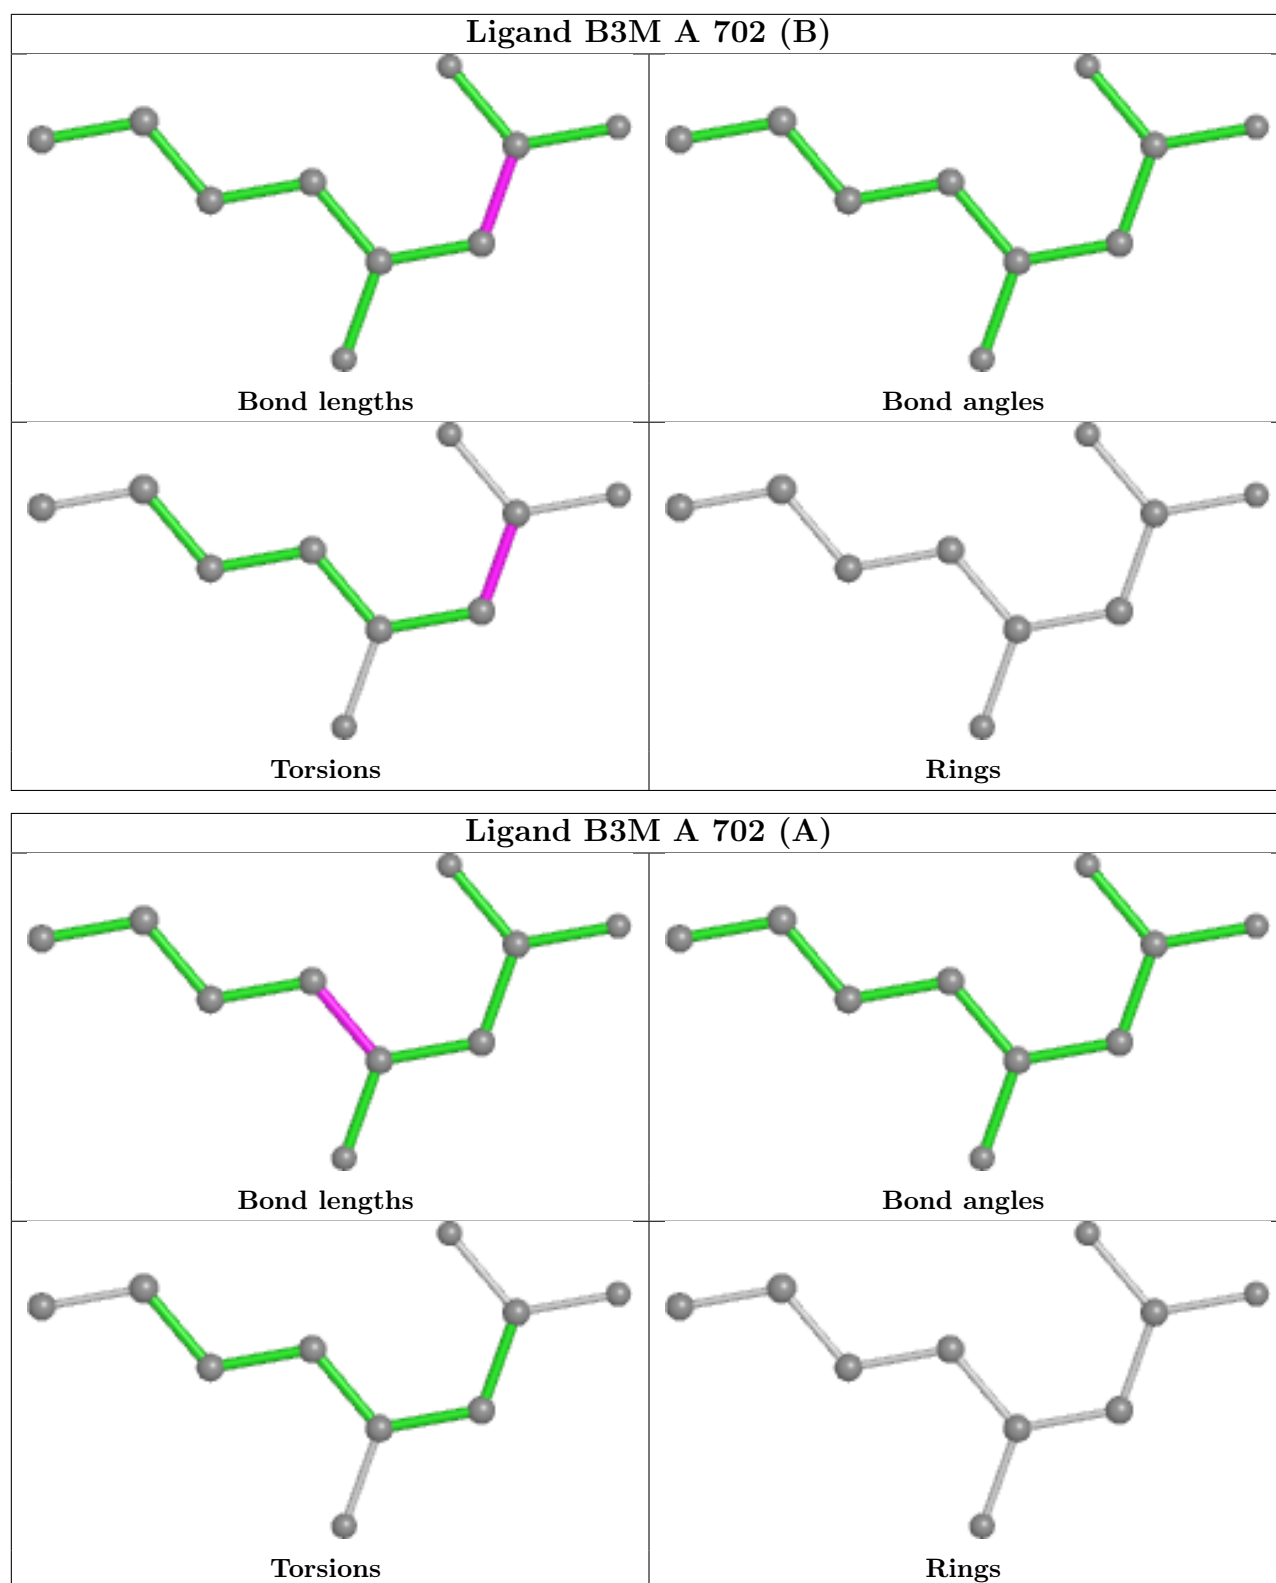 Ligand B3M A 702 (B)
Bond lengths
Bond angles
Torsions
Rings
Ligand B3M A 702 (A)
Bond lengths
Bond angles
Torsions
Rings